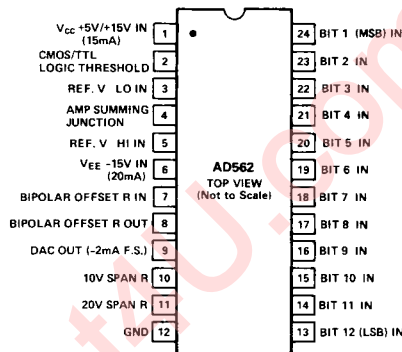 VCC +5V/+15V IN
(15mA)
1
CMOS/TTL
LOGIC THRESHOLD
2
REF. V LO IN
3
AMP SUMMING
JUNCTION
4
REF. V HI IN
5
VEE -15V IN
(20mA)
6
BIPOLAR OFFSET R IN
7
BIPOLAR OFFSET R OUT
8
DAC OUT (-2mA F.S.)
9
10V SPAN R
10
20V SPAN R
11
GND
12
AD562
TOP VIEW
(Not to Scale)
24 BIT 1 (MSB) IN
23 BIT 2 IN
22 BIT 3 IN
21 BIT 4 IN
20 BIT 5 IN
19 BIT 6 IN
18 BIT 7 IN
17 BIT 8 IN
16 BIT 9 IN
15 BIT 10 IN
14 BIT 11 IN
13 BIT 12 (LSB) IN
t4U.com